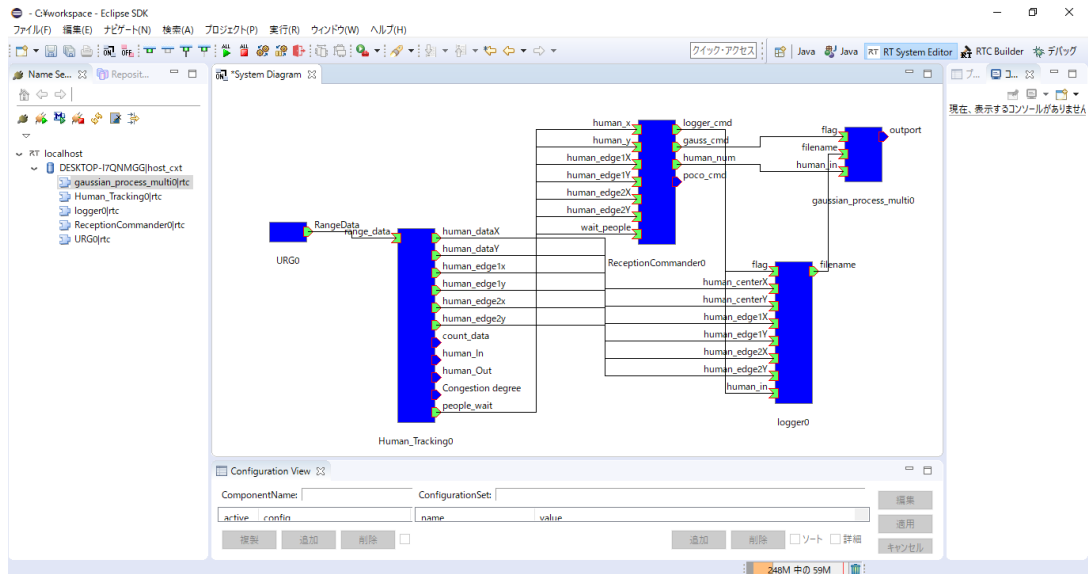 - C:¥workspace - Eclipse SDK
ファイル(F) 編集(E) ナビゲート(N) 検索(A) プロジェクト(P) 実行(R) ウィンドウ(W) ヘルプ(H)
クイック・アクセス Java Java RT System Editor RTC Builder デバッグ
Name Se... Reposit...
*System Diagram
現在、表示するコンソールがありませ
localhost
DESKTOP-I7QNMGG|host_cxt
gaussian_process_multi0|rtc
Human_Tracking0|rtc
logger0|rtc
ReceptionCommander0|rtc
URG0|rtc
RangeData
URG0
range_data
human_dataX
human_dataY
human_edge1x
human_edge1y
human_edge2x
human_edge2y
count_data
human_In
human_Out
Congestion degree
people_wait
Human_Tracking0
human_x
human_y
human_edge1X
human_edge1Y
human_edge2X
human_edge2Y
wait_people
logger_cmd
gauss_cmd
human_num
poco_cmd
ReceptionCommander0
flag
filename
human_in
outport
gaussian_process_multi0
flag
human_centerX
human_centerY
human_edge1X
human_edge1Y
human_edge2X
human_edge2Y
human_in
filename
logger0
Configuration View
ComponentName: ConfigurationSet:
active config name value
複製 追加 削除 追加 削除 ソート 詳細
編集
適用
キャンセル
248M 中の 59M